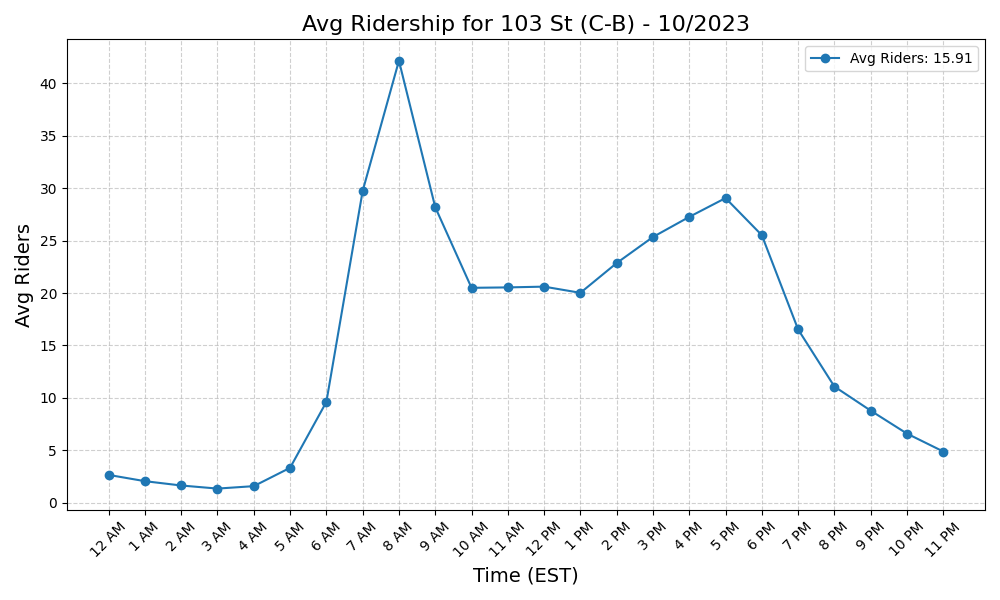 Avg Ridership for 103 St (C-B) - 10/2023
Avg Riders: 15.91
Avg Riders
40
35
30
25
20
15
10
5
0
12 AM
1 AM
2 AM
3 AM
4 AM
5 AM
6 AM
7 AM
8 AM
9 AM
10 AM
11 AM
12 PM
1 PM
2 PM
3 PM
4 PM
5 PM
6 PM
7 PM
8 PM
9 PM
10 PM
11 PM
Time (EST)